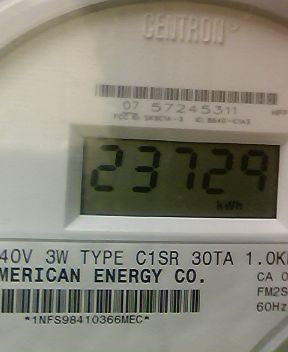 CENTRON®
07 57245311
23729
kWh
40V 3W TYPE C1SR 30TA 1.0K
MERICAN ENERGY CO.
CA 0
FM2S
60Hz
*1NFS98410366MEC*